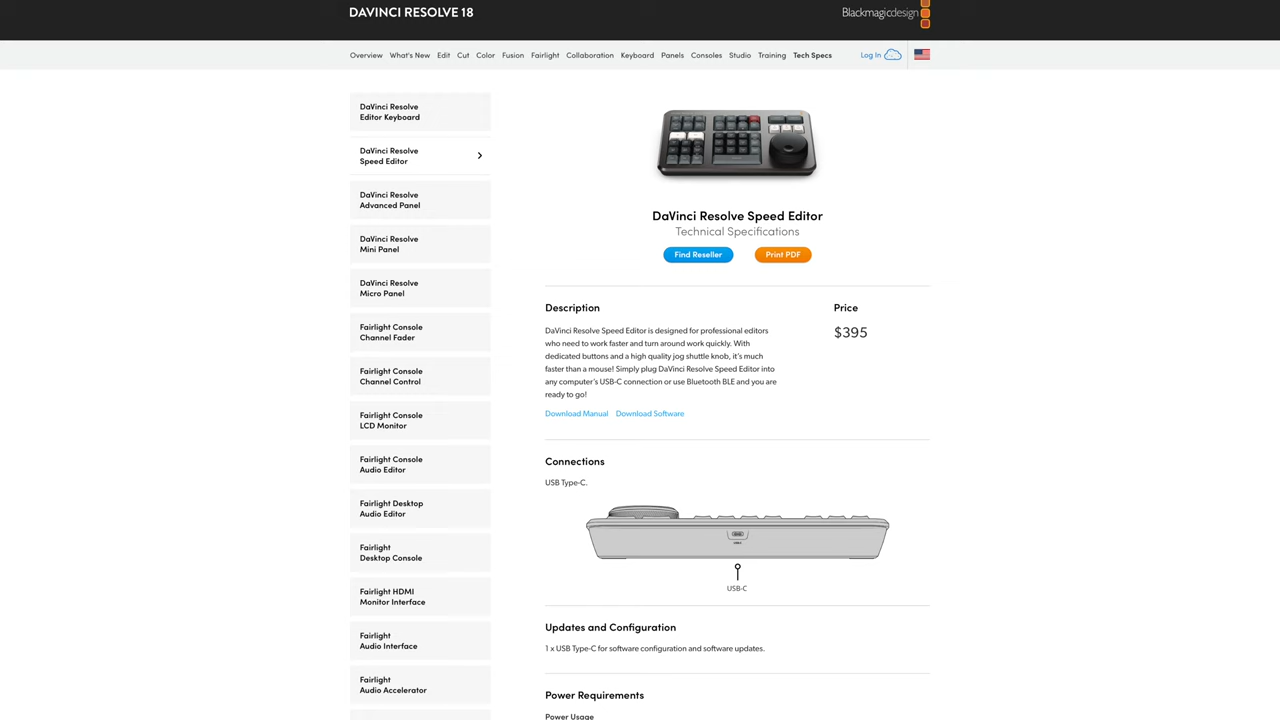 DAVINCI RESOLVE 18
Blackmagicdesign
Overview What's New Edit Cut Color Fusion Fairlight Collaboration Keyboard Panels Consoles Studio Training Tech Specs Log In
DaVinci Resolve
Editor Keyboard
DaVinci Resolve
Speed Editor
DaVinci Resolve
Advanced Panel
DaVinci Resolve
Mini Panel
DaVinci Resolve
Micro Panel
Fairlight Console
Channel Fader
Fairlight Console
Channel Control
Fairlight Console
LCD Monitor
Fairlight Console
Audio Editor
Fairlight Desktop
Audio Editor
Fairlight
Desktop Console
Fairlight HDMI
Monitor Interface
Fairlight
Audio Interface
Fairlight
Audio Accelerator
DaVinci Resolve Speed Editor
Technical Specifications
Find Reseller Print PDF
Description
DaVinci Resolve Speed Editor is designed for professional editors
who need to work faster and turn around work quickly. With
dedicated buttons and a high quality jog shuttle knob, it's much
faster than a mouse! Simply plug DaVinci Resolve Speed Editor into
any computer's USB-C connection or use Bluetooth BLE and you are
ready to go!
Download Manual Download Software
Price
$395
Connections
USB Type-C.
USB-C
Updates and Configuration
1 x USB Type-C for software configuration and software updates.
Power Requirements
Power Usage